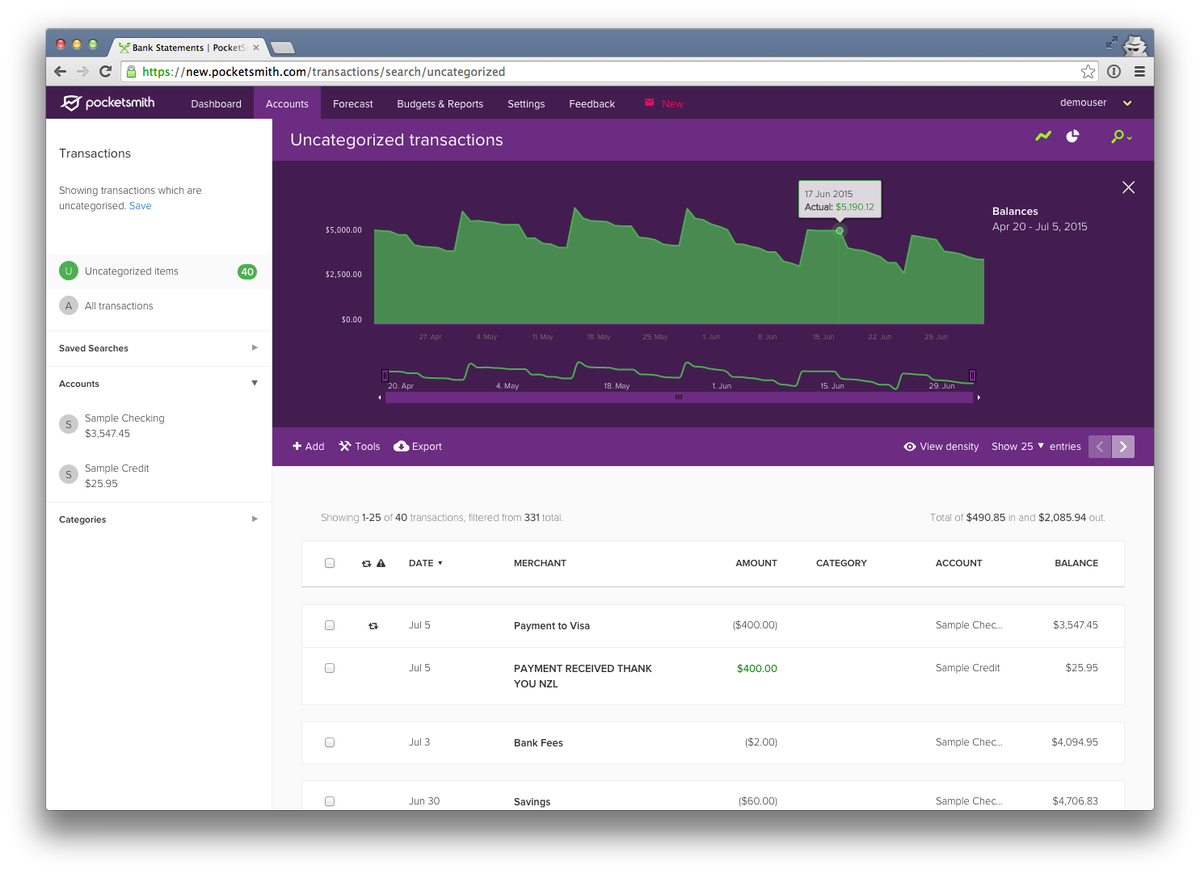 Bank Statements | PocketS
https://new.pocketsmith.com/transactions/search/uncategorized
pocketsmith
Dashboard
Accounts
Forecast
Budgets & Reports
Settings
Feedback
New
demouser
Transactions
Showing transactions which are
uncategorised. Save
U Uncategorized items 40
A All transactions
Saved Searches
Accounts
S Sample Checking
$3,547.45
S Sample Credit
$25.95
Categories
Uncategorized transactions
17 Jun 2015
Actual: $5,190.12
Balances
Apr 20 - Jul 5, 2015
$5,000.00
$2,500.00
$0.00
27. Apr 4. May 11. May 18. May 25. May 1. Jun 8. Jun 15. Jun 22. Jun 29. Jun
20. Apr 4. May 18. May 1. Jun 15. Jun 29. Jun
Add Tools Export View density Show 25 entries
Showing 1-25 of 40 transactions, filtered from 331 total. Total of $490.85 in and $2,085.94 out.
DATE MERCHANT AMOUNT CATEGORY ACCOUNT BALANCE
Jul 5 Payment to Visa ($400.00) Sample Chec... $3,547.45
Jul 5 PAYMENT RECEIVED THANK $400.00 Sample Credit $25.95
YOU NZL
Jul 3 Bank Fees ($2.00) Sample Chec... $4,094.95
Jun 30 Savings ($60.00) Sample Chec... $4,706.83